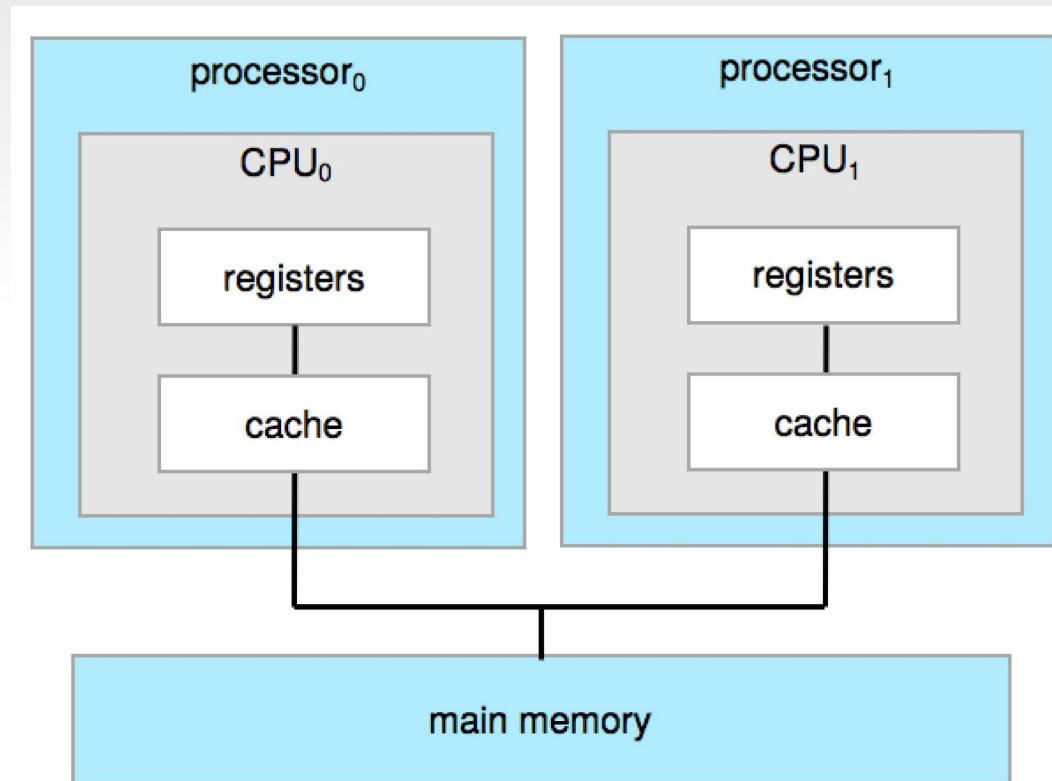 processor₀
CPU₀
registers
cache
processor₁
CPU₁
registers
cache
main memory